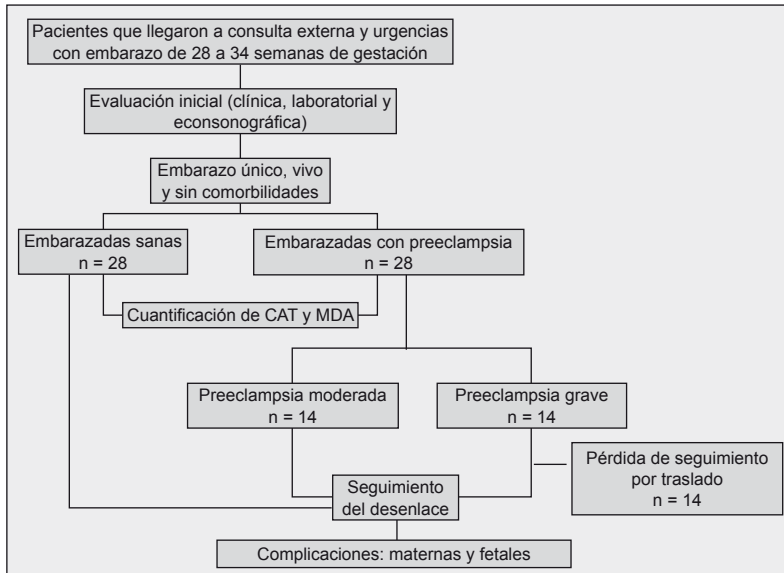 Pacientes que llegaron a consulta externa y urgencias
con embarazo de 28 a 34 semanas de gestación
Evaluación inicial (clínica, laboratorial y
econsonográfica)
Embarazo único, vivo
y sin comorbilidades
Embarazadas sanas
n = 28
Embarazadas con preeclampsia
n = 28
Cuantificación de CAT y MDA
Preeclampsia moderada
n = 14
Preeclampsia grave
n = 14
Pérdida de seguimiento
por traslado
n = 14
Seguimiento
del desenlace
Complicaciones: maternas y fetales